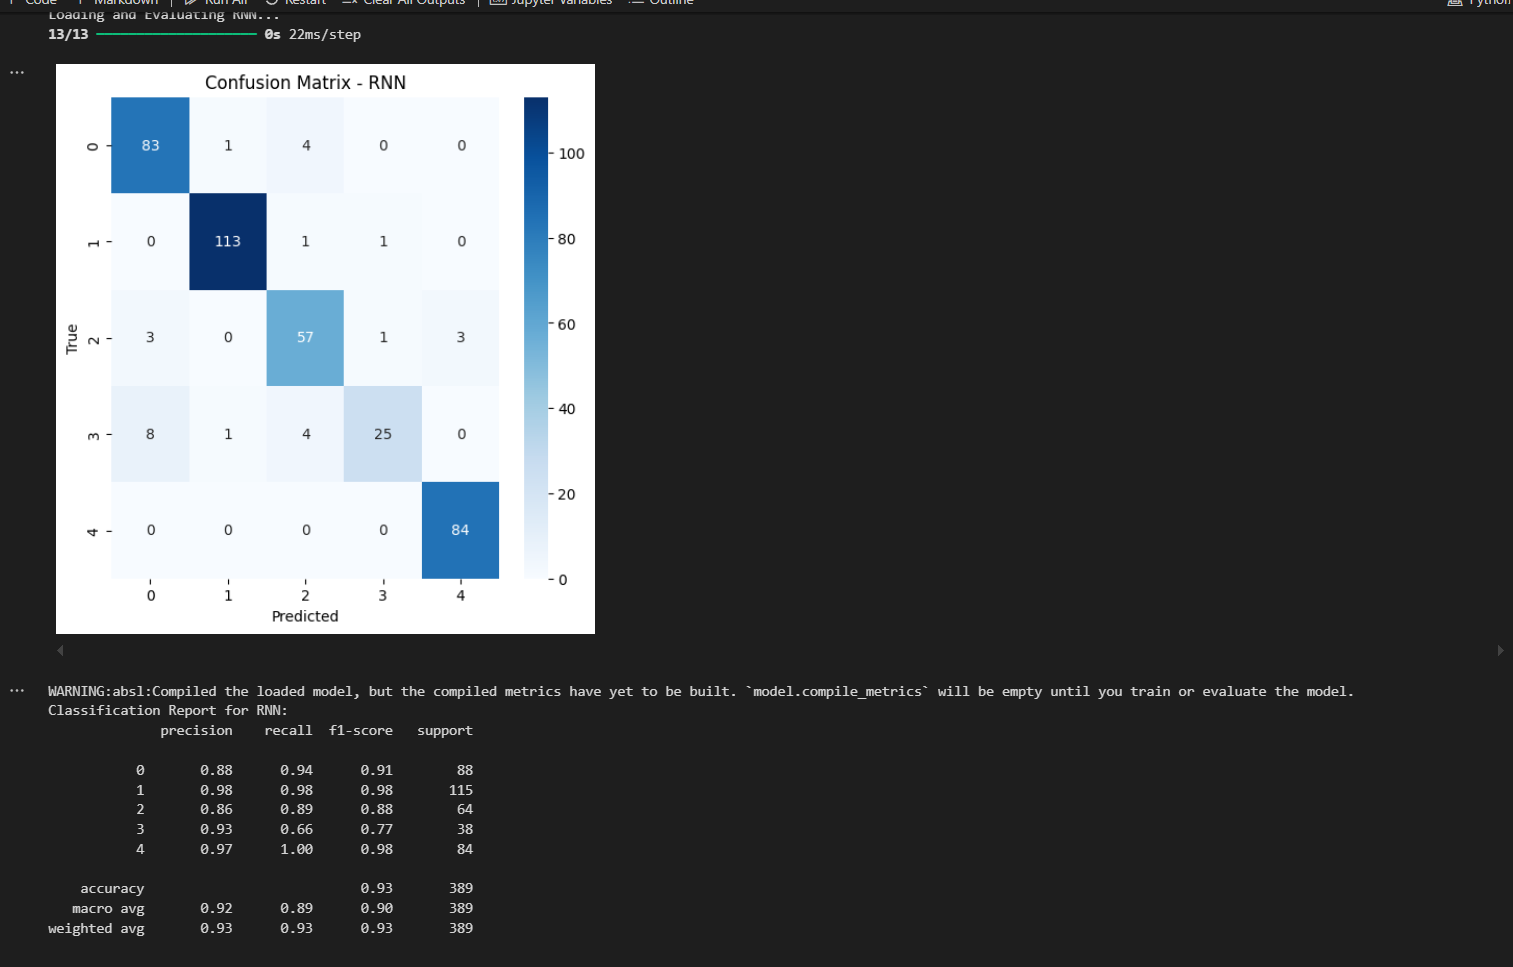 Code Markdown Run All Restart Clear All Outputs Jupyter Variables Outline
Loading and Evaluating RNN...
13/13 0s 22ms/step
...
Confusion Matrix - RNN
0 83 1 4 0 0
100
1 0 113 1 1 0
80
60
True
2 3 0 57 1 3
40
3 8 1 4 25 0
20
4 0 0 0 0 84
0
0 1 2 3 4
Predicted
...
WARNING:absl:Compiled the loaded model, but the compiled metrics have yet to be built. `model.compile_metrics` will be empty until you train or evaluate the model.
Classification Report for RNN:
precision recall f1-score support
0 0.88 0.94 0.91 88
1 0.98 0.98 0.98 115
2 0.86 0.89 0.88 64
3 0.93 0.66 0.77 38
4 0.97 1.00 0.98 84
accuracy 0.93 389
macro avg 0.92 0.89 0.90 389
weighted avg 0.93 0.93 0.93 389